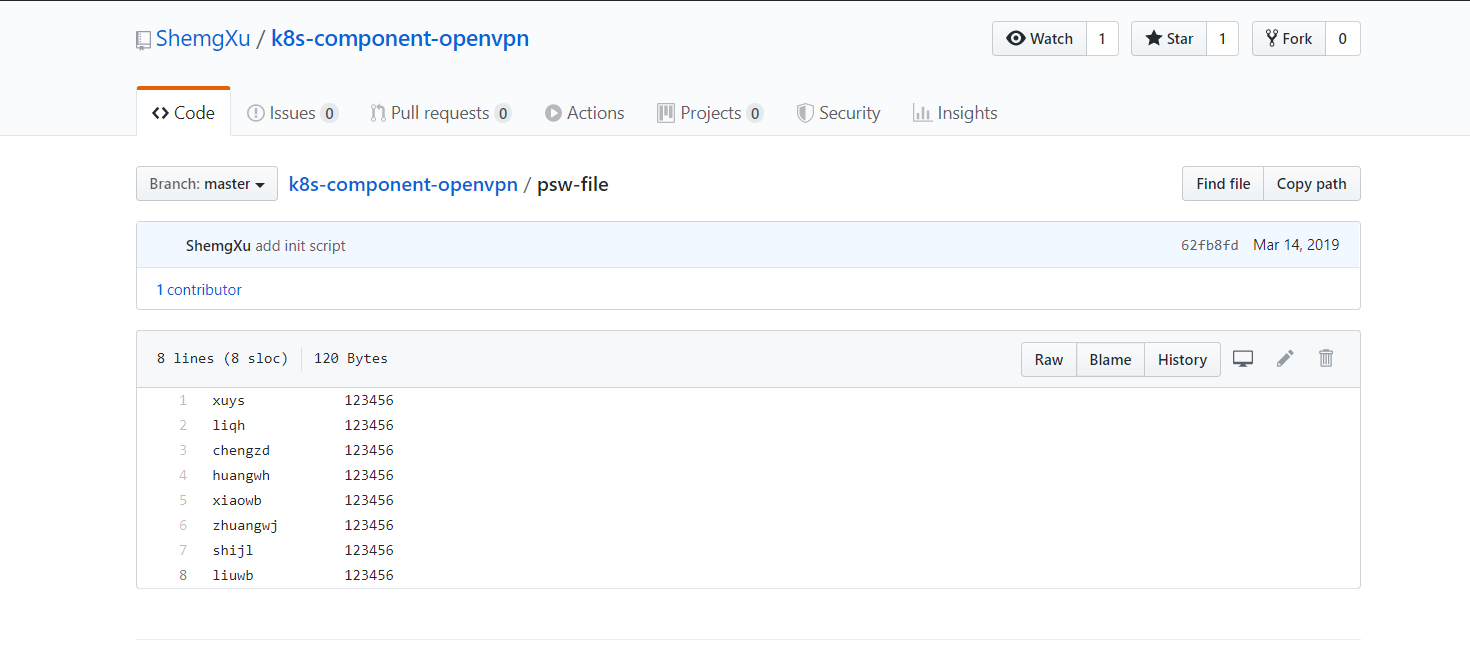 ShemgXu / k8s-component-openvpn
Watch 1 Star 1 Fork 0
Code Issues 0 Pull requests 0 Actions Projects 0 Security Insights
Branch: master k8s-component-openvpn / psw-file Find file Copy path
ShemgXu add init script 62fb8fd Mar 14, 2019
1 contributor
8 lines (8 sloc) 120 Bytes Raw Blame History
1 xuys 123456
2 liqh 123456
3 chengzd 123456
4 huangwh 123456
5 xiaowb 123456
6 zhuangwj 123456
7 shijl 123456
8 liuwb 123456